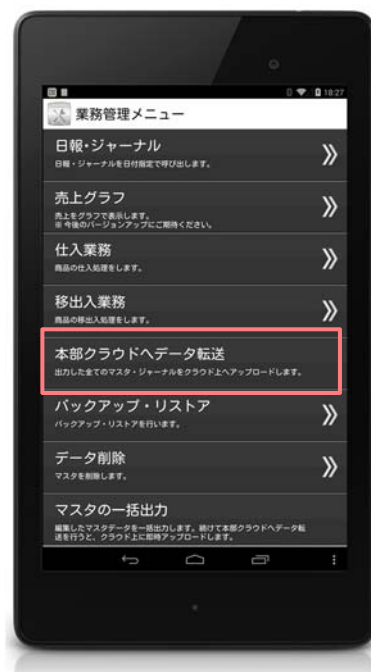 18:27
業務管理メニュー
日報・ジャーナル
日報・ジャーナルを日付指定で呼び出します。
売上グラフ
売上をグラフで表示します。
※ 今後のバージョンアップにご期待ください。
仕入業務
商品の仕入処理をします。
移出入業務
商品の移出入処理をします。
本部クラウドへデータ転送
出力した全てのマスタ・ジャーナルをクラウド上へアップロードします。
バックアップ・リストア
バックアップ・リストアを行います。
データ削除
マスタを削除します。
マスタの一括出力
編集したマスタデータを一括出力します。続けて本部クラウドへデータ転
送を行うと、クラウド上に即時アップロードします。